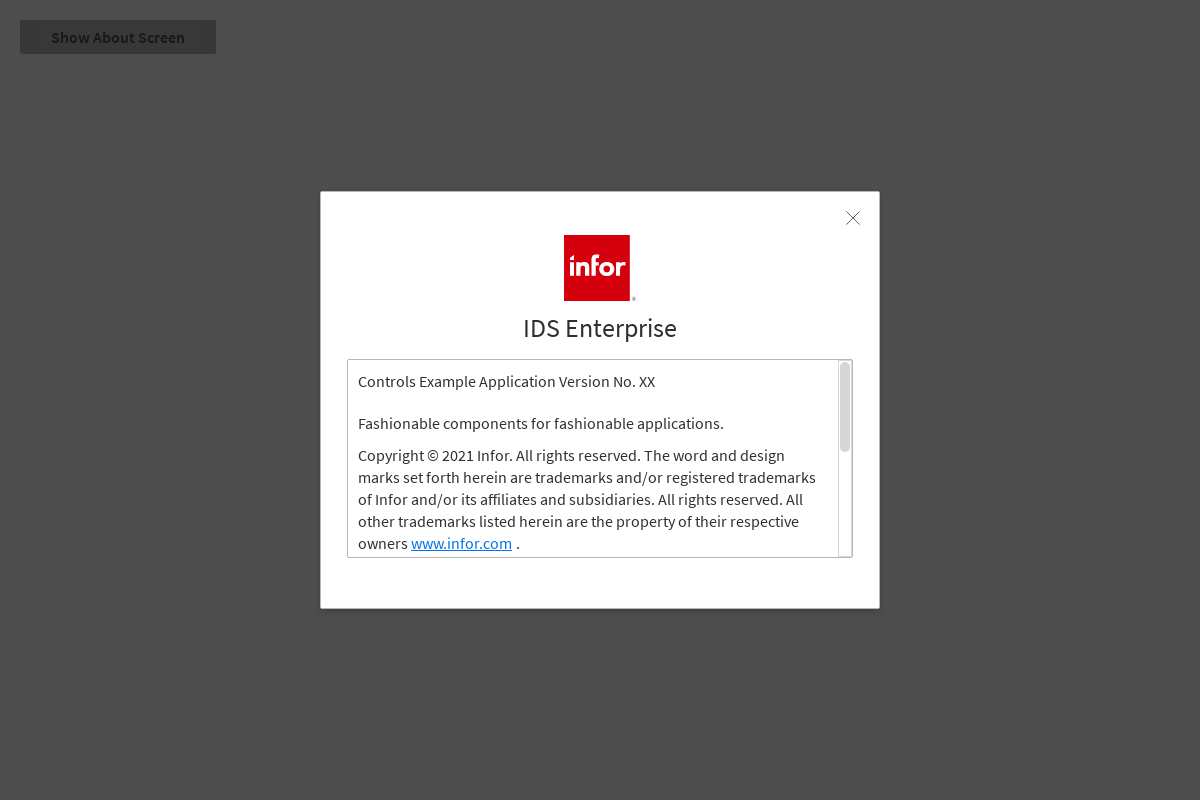 Show About Screen
infor
®
IDS Enterprise
Controls Example Application Version No. XX
Fashionable components for fashionable applications.
Copyright © 2021 Infor. All rights reserved. The word and design
marks set forth herein are trademarks and/or registered trademarks
of Infor and/or its affiliates and subsidiaries. All rights reserved. All
other trademarks listed herein are the property of their respective
owners www.infor.com .